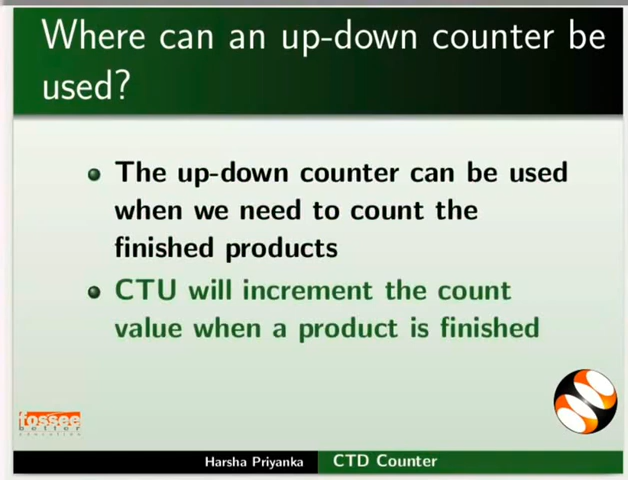 Where can an up-down counter be
used?
The up-down counter can be used
when we need to count the
finished products
CTU will increment the count
value when a product is finished
fossee
better
education
Harsha Priyanka CTD Counter